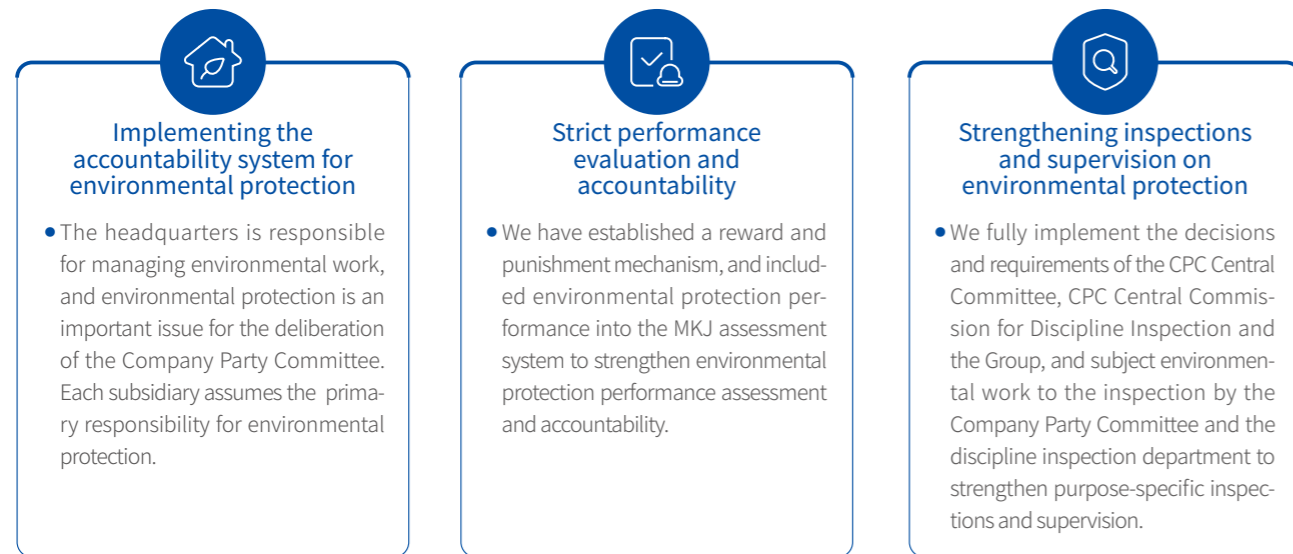 Implementing the
accountability system for
environmental protection
• The headquarters is responsible
for managing environmental work,
and environmental protection is an
important issue for the deliberation
of the Company Party Committee.
Each subsidiary assumes the prima-
ry responsibility for environmental
protection.
Strict performance
evaluation and
accountability
• We have established a reward and
punishment mechanism, and includ-
ed environmental protection per-
formance into the MKJ assessment
system to strengthen environmental
protection performance assessment
and accountability.
Strengthening inspections
and supervision on
environmental protection
• We fully implement the decisions
and requirements of the CPC Central
Committee, CPC Central Commis-
sion for Discipline Inspection and
the Group, and subject environmen-
tal work to the inspection by the
Company Party Committee and the
discipline inspection department to
strengthen purpose-specific inspec-
tions and supervision.